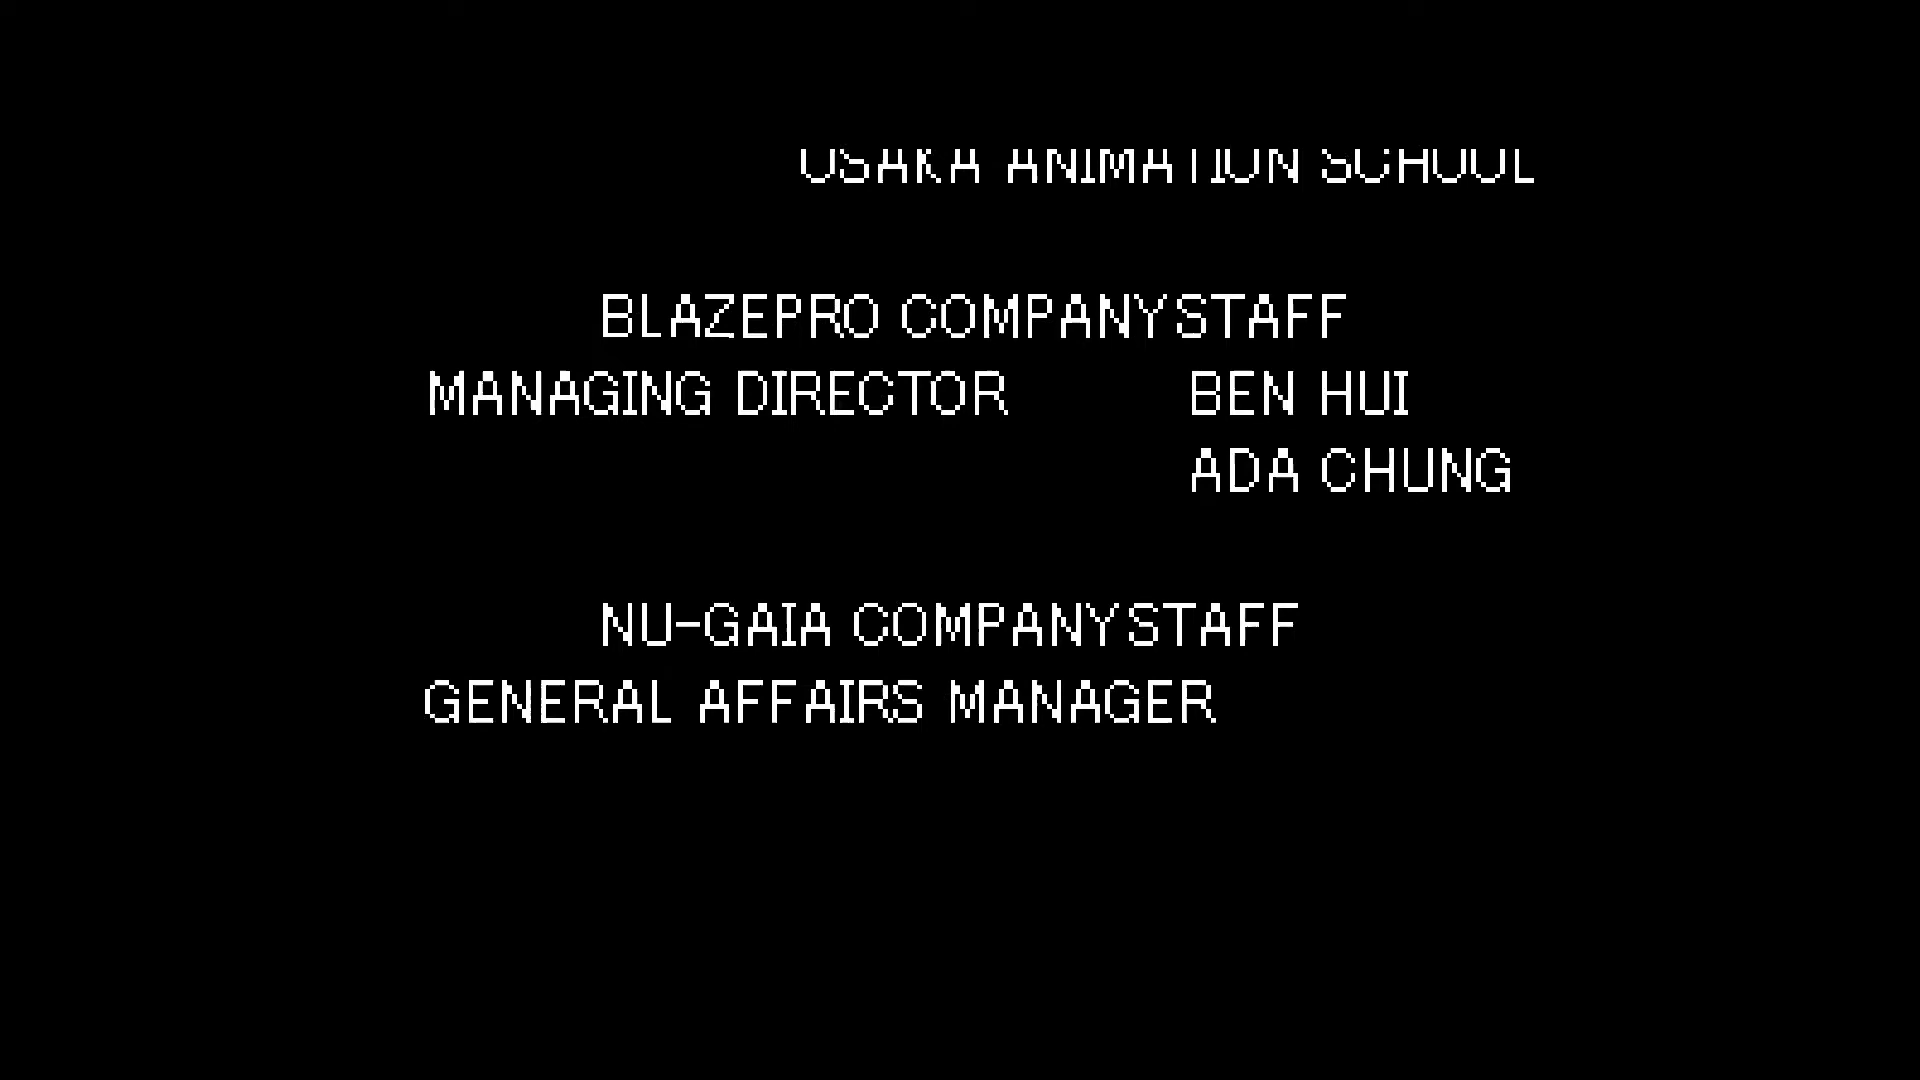 OSAKA ANIMATION SCHOOL
BLAZEPRO COMPANYSTAFF
MANAGING DIRECTOR BEN HUI
ADA CHUNG
NU-GAIA COMPANYSTAFF
GENERAL AFFAIRS MANAGER